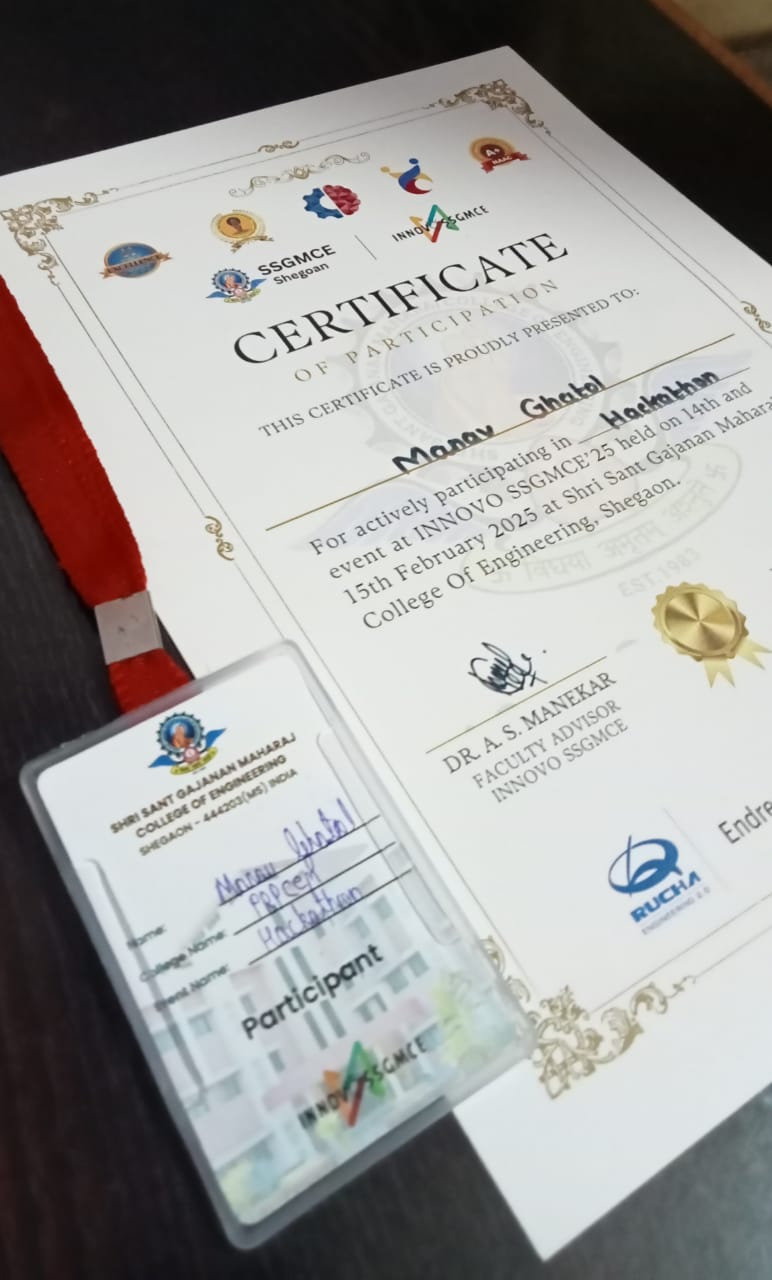 EXCELLENCE
A+
NAAC
SSGMCE
Shegoan
INNOVO SSGMCE
CERTIFICATE
OF PARTICIPATION
THIS CERTIFICATE IS PROUDLY PRESENTED TO:
Manav Ghatol
For actively participating in Hackathon
event at INNOVO SSGMCE'25 held on 14th and
15th February 2025 at Shri Sant Gajanan Mahara
College Of Engineering, Shegaon.
EST.1983
DR. A. S. MANEKAR
FACULTY ADVISOR
INNOVO SSGMCE
RUCHA
ENGINEERING
Endre
SHRI SANT GAJANAN MAHARAJ
COLLEGE OF ENGINEERING
SHEGAON - 444203(MS) INDIA
Name: Manav Ghatol
College Name: PRPCEM
Event Name: Hackathon
Participant
INNOVO SSGMCE